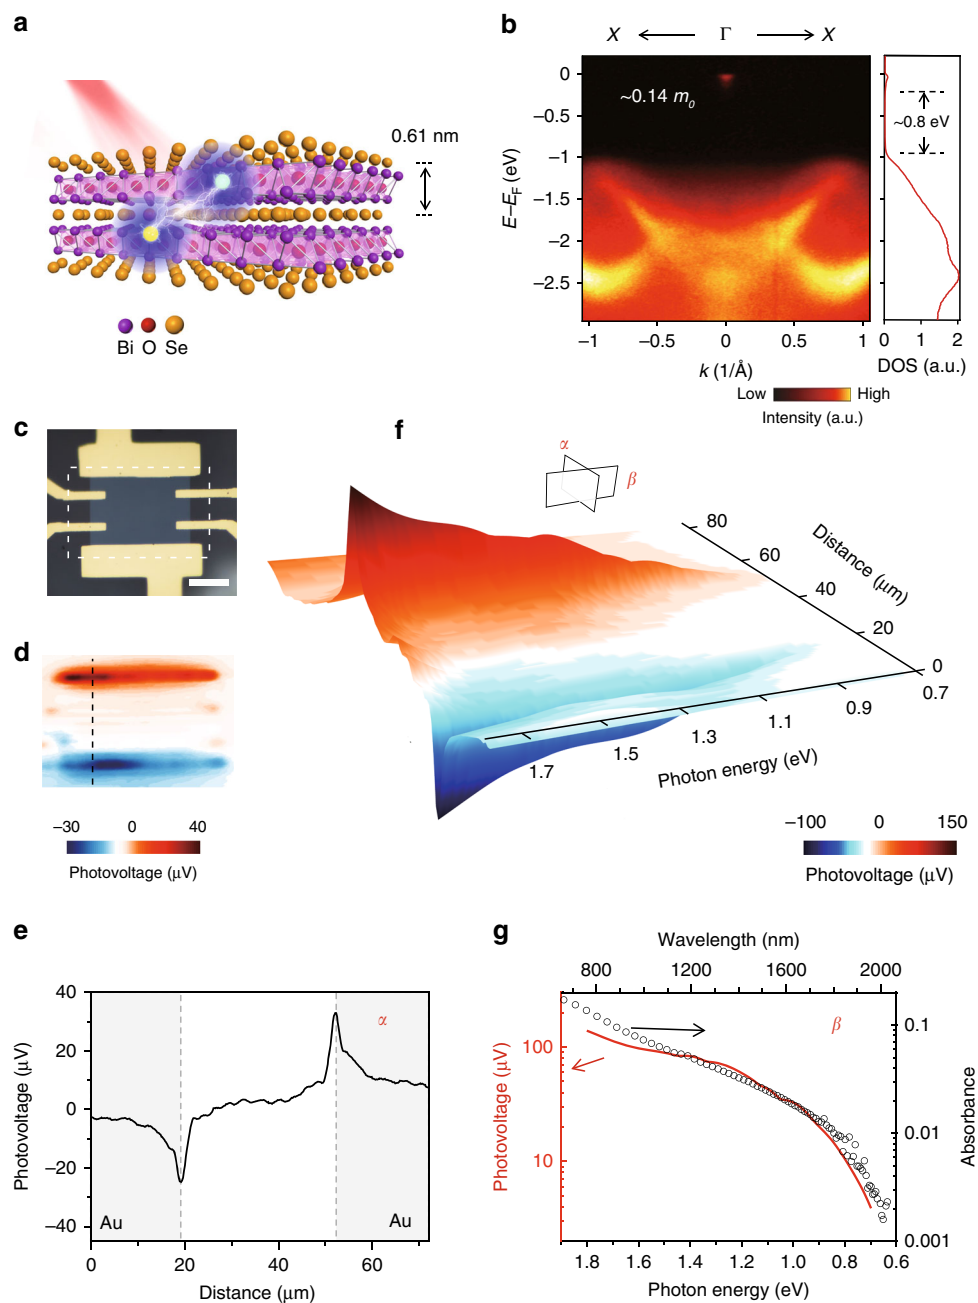 a
0.61 nm
Bi O Se
b
X Γ X
~0.14 m0
~0.8 eV
0
−1
−1.5
−2
−2.5
E–EF (eV)
−1 −0.5 0 0.5 1
k (1/Å)
0 1 2
DOS (a.u.)
Low High
Intensity (a.u.)
c
d
−30 0 40
Photovoltage (μV)
e
40
20
0
−20
−40
Photovoltage (μV)
α
Au Au
0 20 40 60
Distance (μm)
f
α
β
80
60
40
20
0
Distance (μm)
0.7
0.9
1.1
1.3
1.5
1.7
Photon energy (eV)
−100 0 150
Photovoltage (μV)
g
Wavelength (nm)
800 1200 1600 2000
β
100
10
Photovoltage (μV)
0.1
0.01
0.001
Absorbance
1.8 1.6 1.4 1.2 1.0 0.8 0.6
Photon energy (eV)